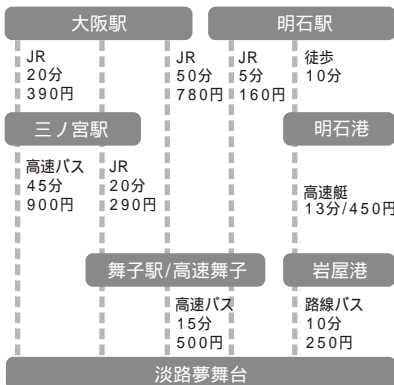 大阪駅
明石駅
JR
20分
390円
JR
50分
780円
JR
5分
160円
徒歩
10分
三ノ宮駅
明石港
高速バス
45分
900円
JR
20分
290円
高速艇
13分/450円
舞子駅/高速舞子
岩屋港
高速バス
15分
500円
路線バス
10分
250円
淡路夢舞台